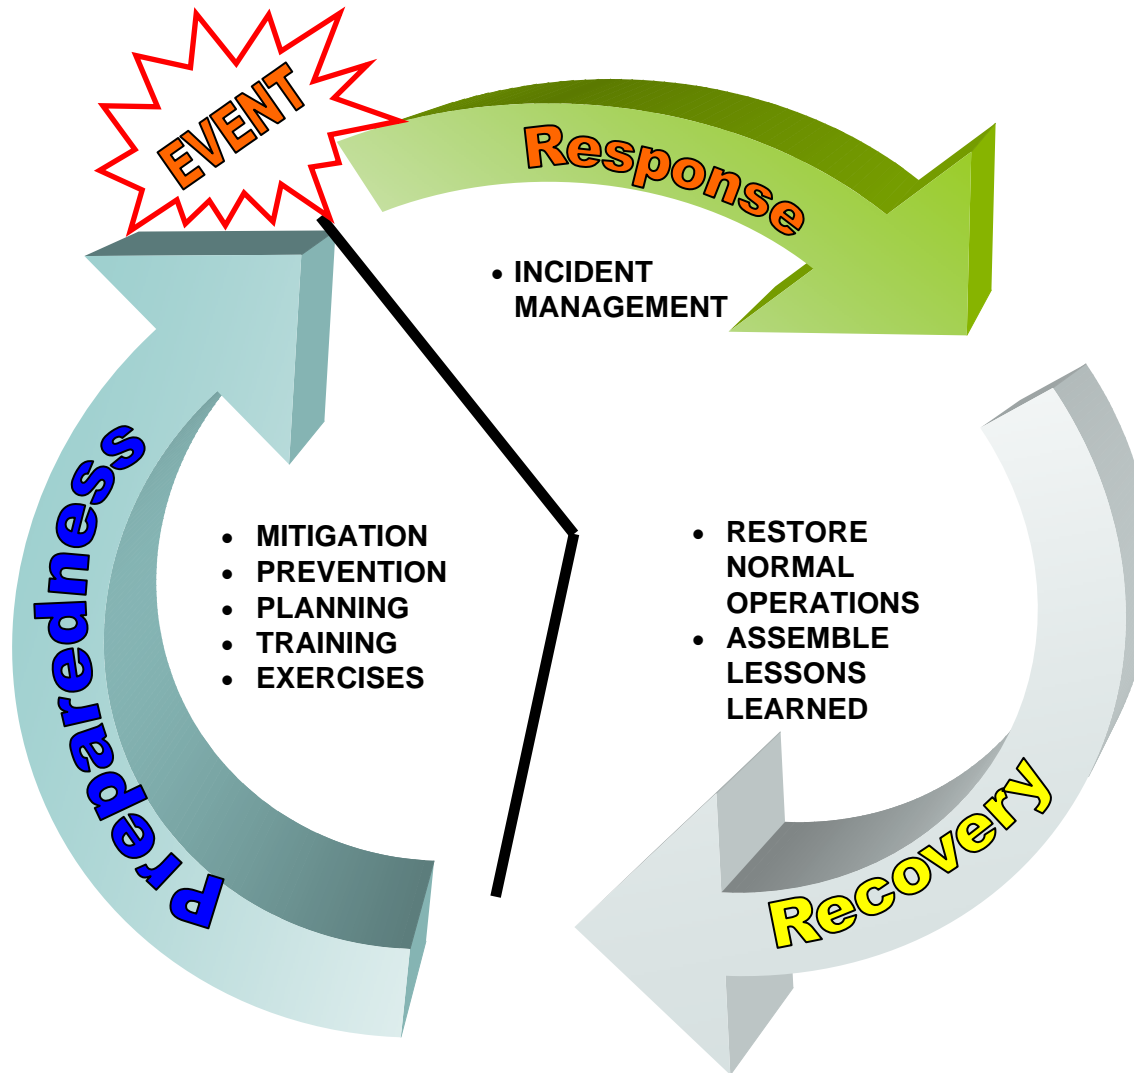 EVENT
Response
• INCIDENT
MANAGEMENT
Preparedness
• MITIGATION
• PREVENTION
• PLANNING
• TRAINING
• EXERCISES
• RESTORE
NORMAL
OPERATIONS
• ASSEMBLE
LESSONS
LEARNED
Recovery